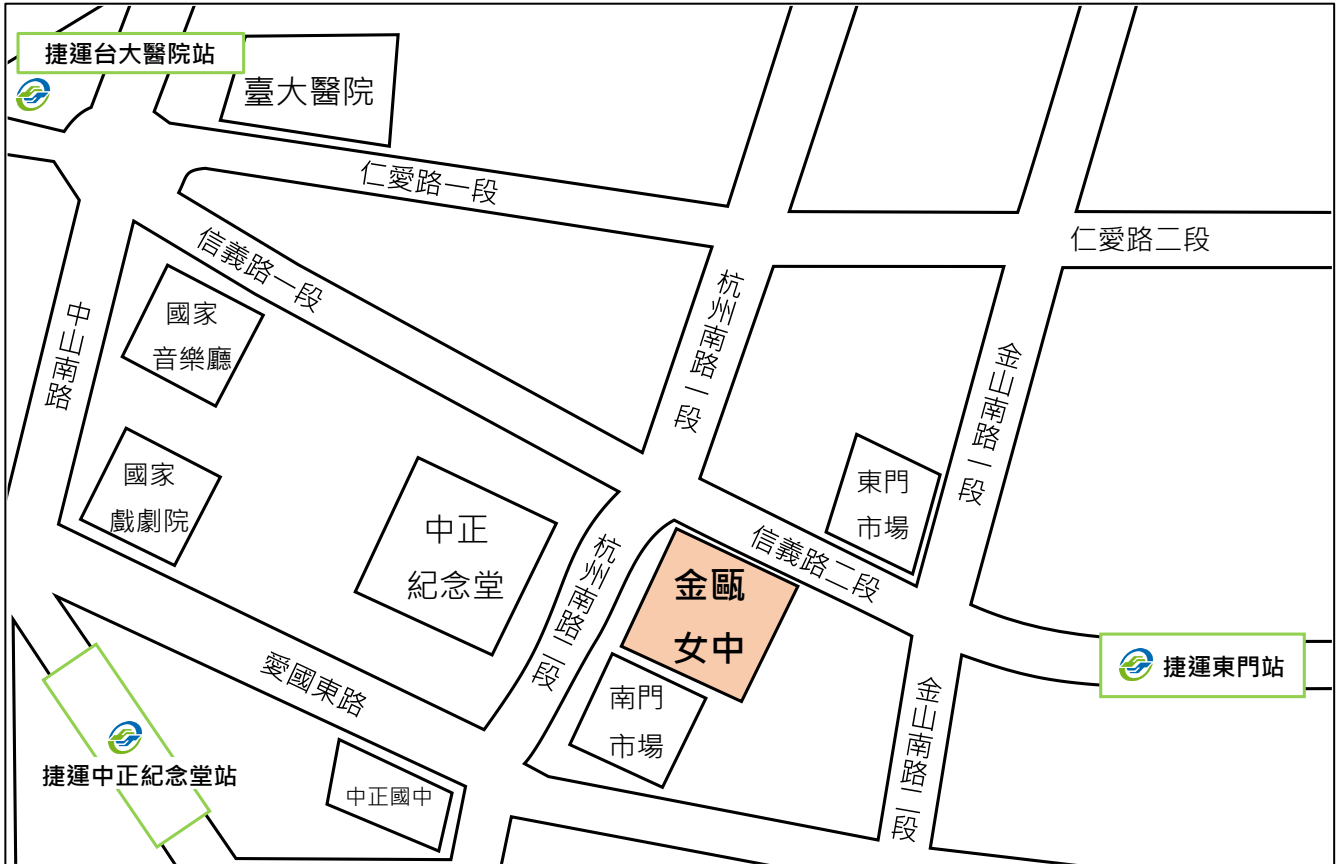 捷運台大醫院站
臺大醫院
仁愛路一段
仁愛路二段
信義路一段
杭州南路一段
中山南路
國家
音樂廳
金山南路一段
國家
戲劇院
中正
紀念堂
東門
市場
信義路二段
杭州南路二段
金甌
女中
捷運東門站
愛國東路
南門
市場
金山南路二段
捷運中正紀念堂站
中正國中